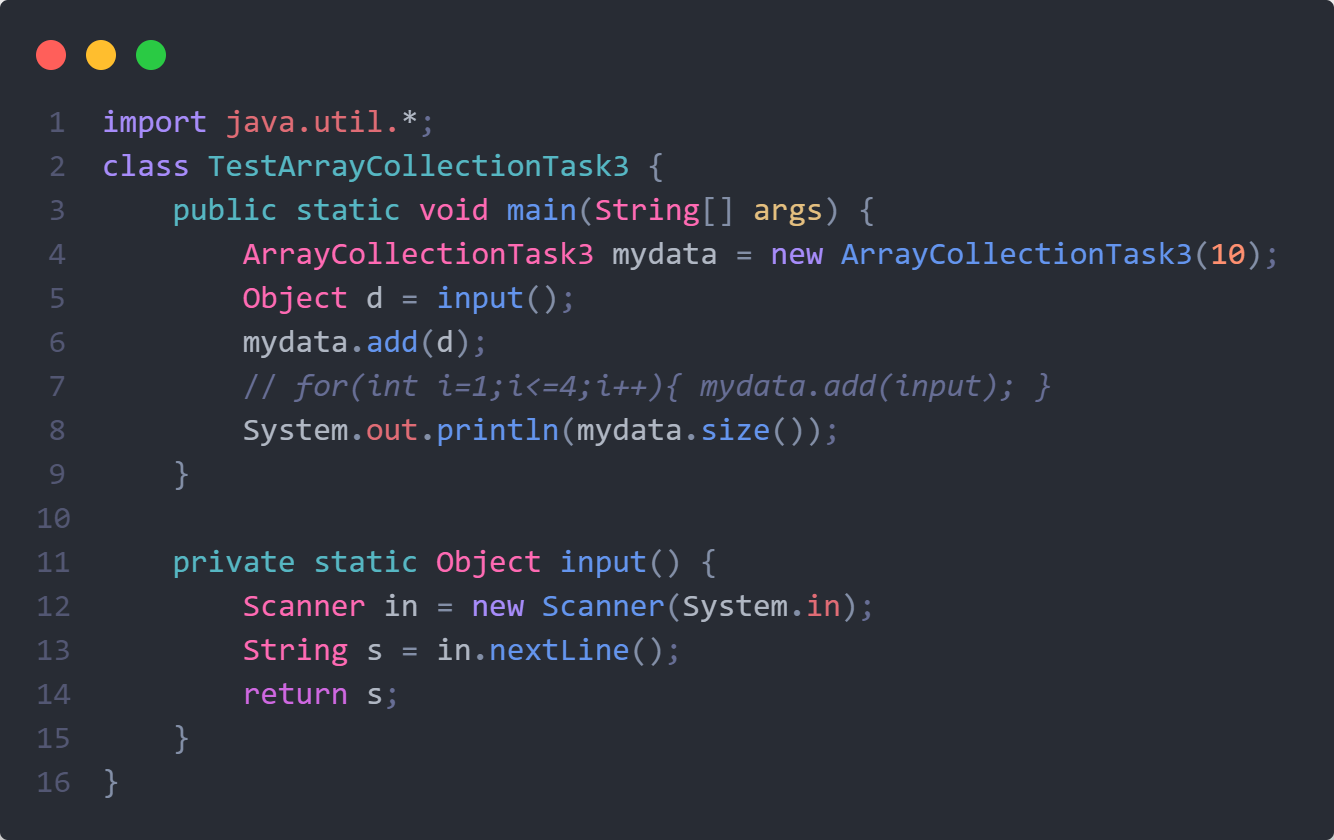 1 import java.util.*;
2 class TestArrayCollectionTask3 {
3     public static void main(String[] args) {
4         ArrayCollectionTask3 mydata = new ArrayCollectionTask3(10);
5         Object d = input();
6         mydata.add(d);
7         // for(int i=1;i<=4;i++){ mydata.add(input); }
8         System.out.println(mydata.size());
9     }
10
11     private static Object input() {
12         Scanner in = new Scanner(System.in);
13         String s = in.nextLine();
14         return s;
15     }
16 }